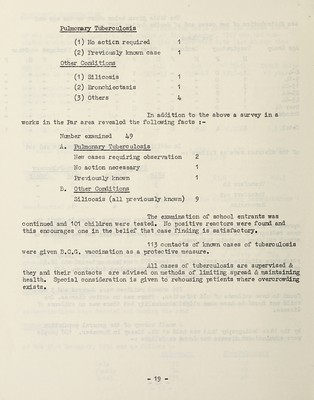 Pulmonary Tuberculosis
(1) No action required 1
(2) Previously known case 1
Other Conditions
(1) Silicosis 1
(2) Bronchiectasis 1
(3) Others 4
In addition to the above a survey in a
works in the Par area revealed the following facts :-
Number examined 49
A. Pulmonary Tuberculosis
New cases requiring observation 2
No action necessary 1
Previously known 1
B. Other Conditions
Silicosis (all previously known) 9
The examination of school entrants was
continued and 101 children were tested. No positive reactors were found and
this encourages one in the belief that case finding is satisfactory.
113 contacts of known cases of tuberculosis
were given B.C.G. vaccination as a protective measure.
All cases of tuberculosis are supervised &
they and their contacts are advised on methods of limiting spread & maintaining
health. Special consideration is given to rehousing patients where overcrowding
exists.
- 19 -